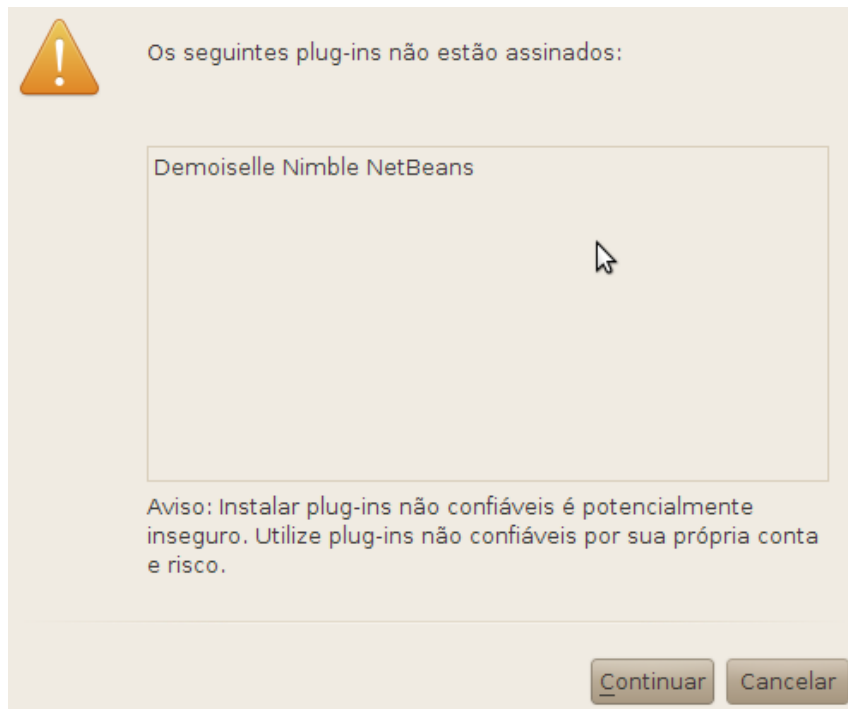 Os seguintes plug-ins não estão assinados:
Demoiselle Nimble NetBeans
Aviso: Instalar plug-ins não confiáveis é potencialmente
inseguro. Utilize plug-ins não confiáveis por sua própria conta
e risco.
Continuar
Cancelar